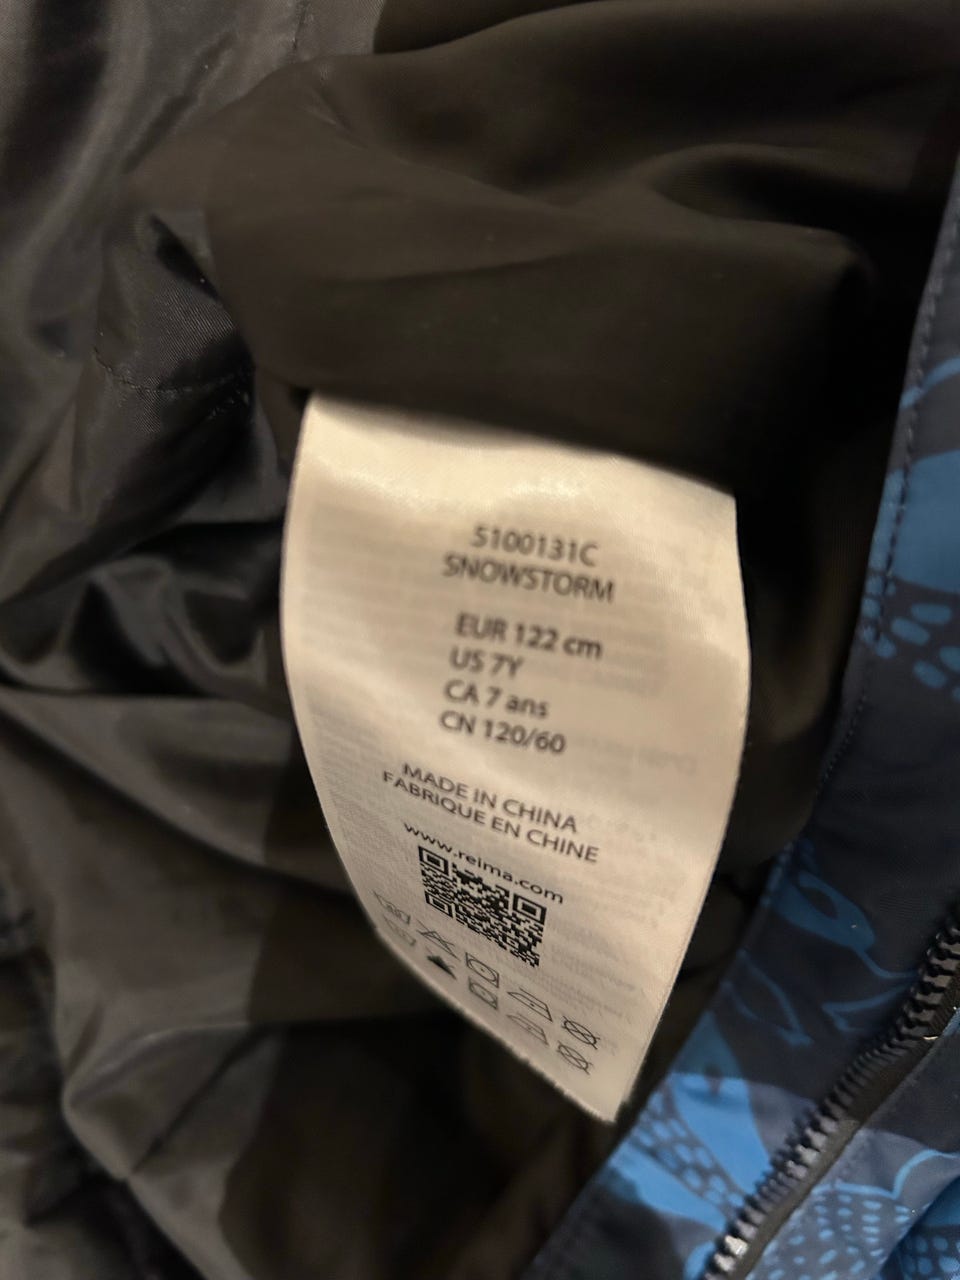 5100131C
SNOWSTORM
EUR 122 cm
US 7Y
CA 7 ans
CN 120/60
MADE IN CHINA
FABRIQUE EN CHINE
www.reima.com